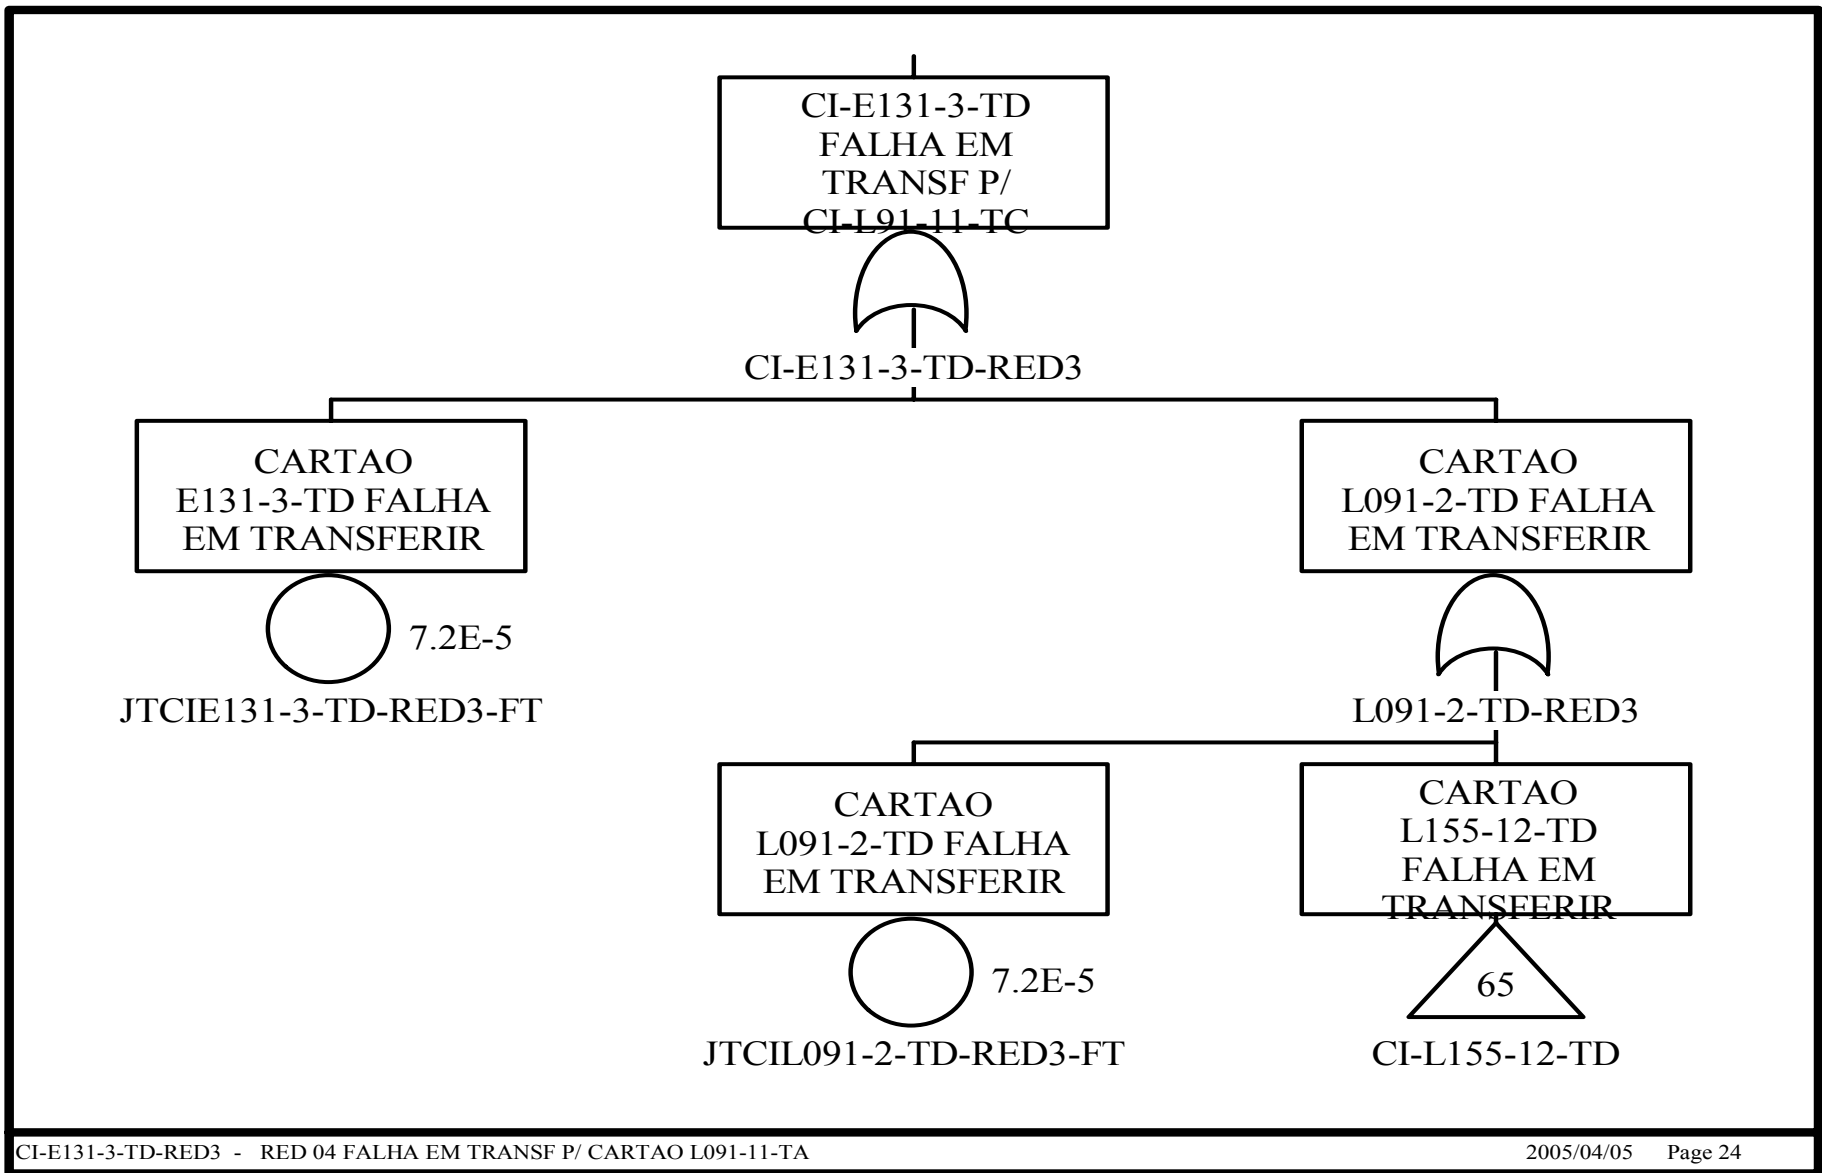 CI-E131-3-TD
FALHA EM
TRANSF P/
CI-L91-11-TC
CI-E131-3-TD-RED3
CARTAO
E131-3-TD FALHA
EM TRANSFERIR
7.2E-5
JTCIE131-3-TD-RED3-FT
CARTAO
L091-2-TD FALHA
EM TRANSFERIR
L091-2-TD-RED3
CARTAO
L091-2-TD FALHA
EM TRANSFERIR
7.2E-5
JTCIL091-2-TD-RED3-FT
CARTAO
L155-12-TD
FALHA EM
TRANSFERIR
65
CI-L155-12-TD
CI-E131-3-TD-RED3 - RED 04 FALHA EM TRANSF P/ CARTAO L091-11-TA
2005/04/05 Page 24